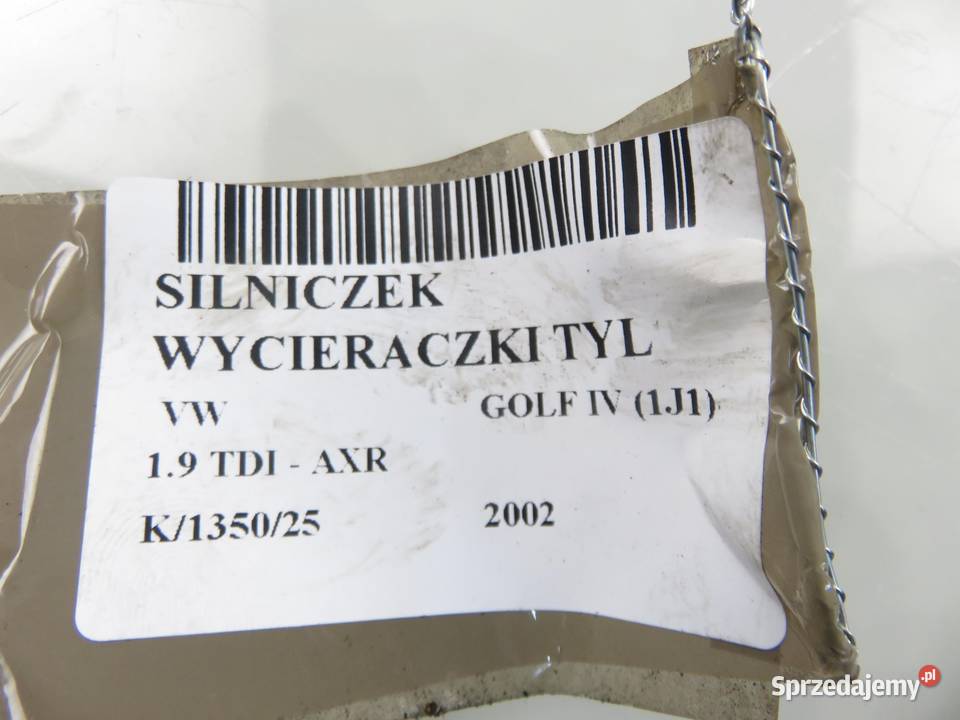 SILNICZEK
WYCIERACZKI TYL
VW GOLF IV (1J1)
1.9 TDI - AXR
K/1350/25 2002
Sprzedajemy.pl